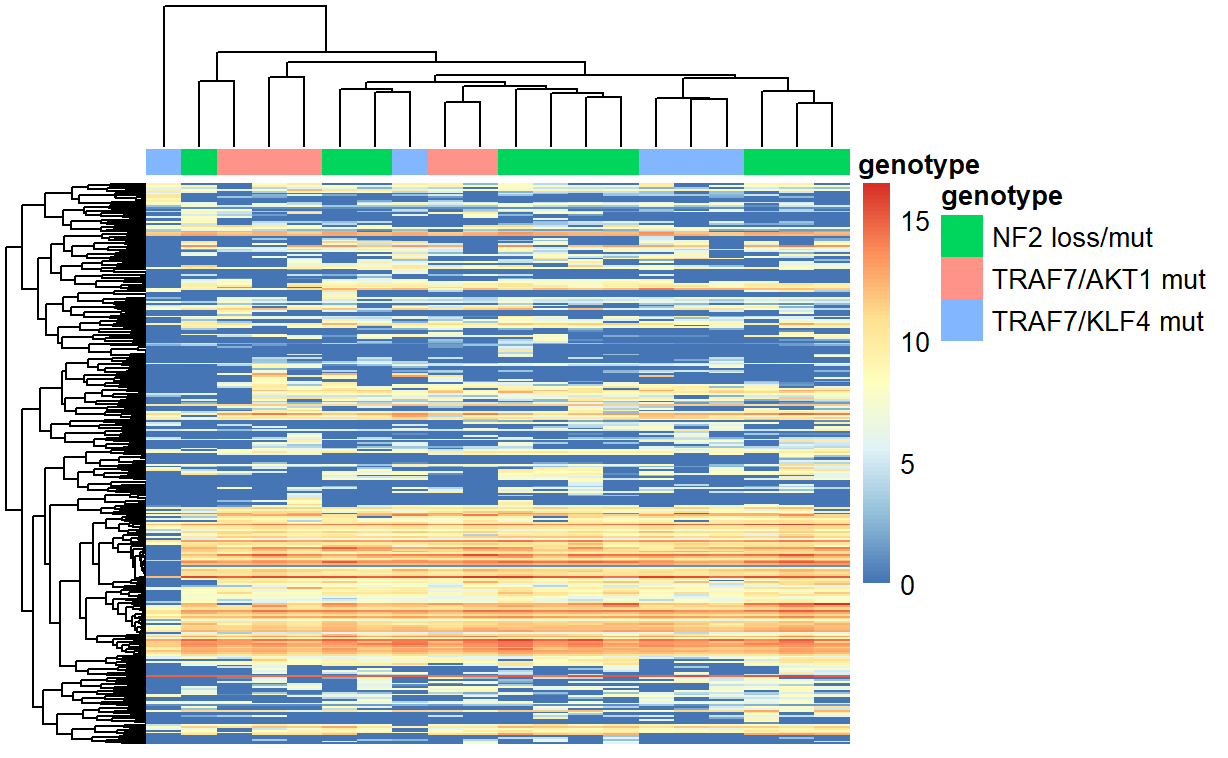 genotype
15
10
5
0
genotype
NF2 loss/mut
TRAF7/AKT1 mut
TRAF7/KLF4 mut